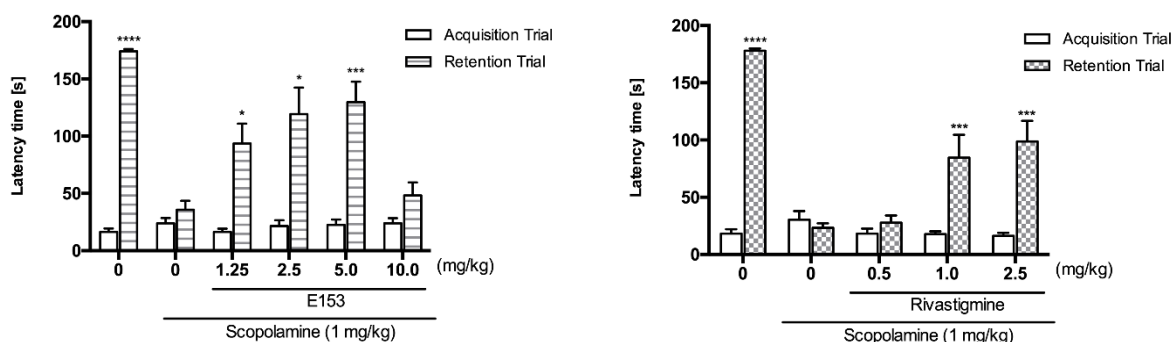 200
150
100
50
0
Latency time [s]
Acquisition Trial
Retention Trial
****
*
*
***
0 0 1.25 2.5 5.0 10.0 (mg/kg)
E153
Scopolamine (1 mg/kg)
200
150
100
50
0
Latency time [s]
Acquisition Trial
Retention Trial
****
***
***
0 0 0.5 1.0 2.5 (mg/kg)
Rivastigmine
Scopolamine (1 mg/kg)